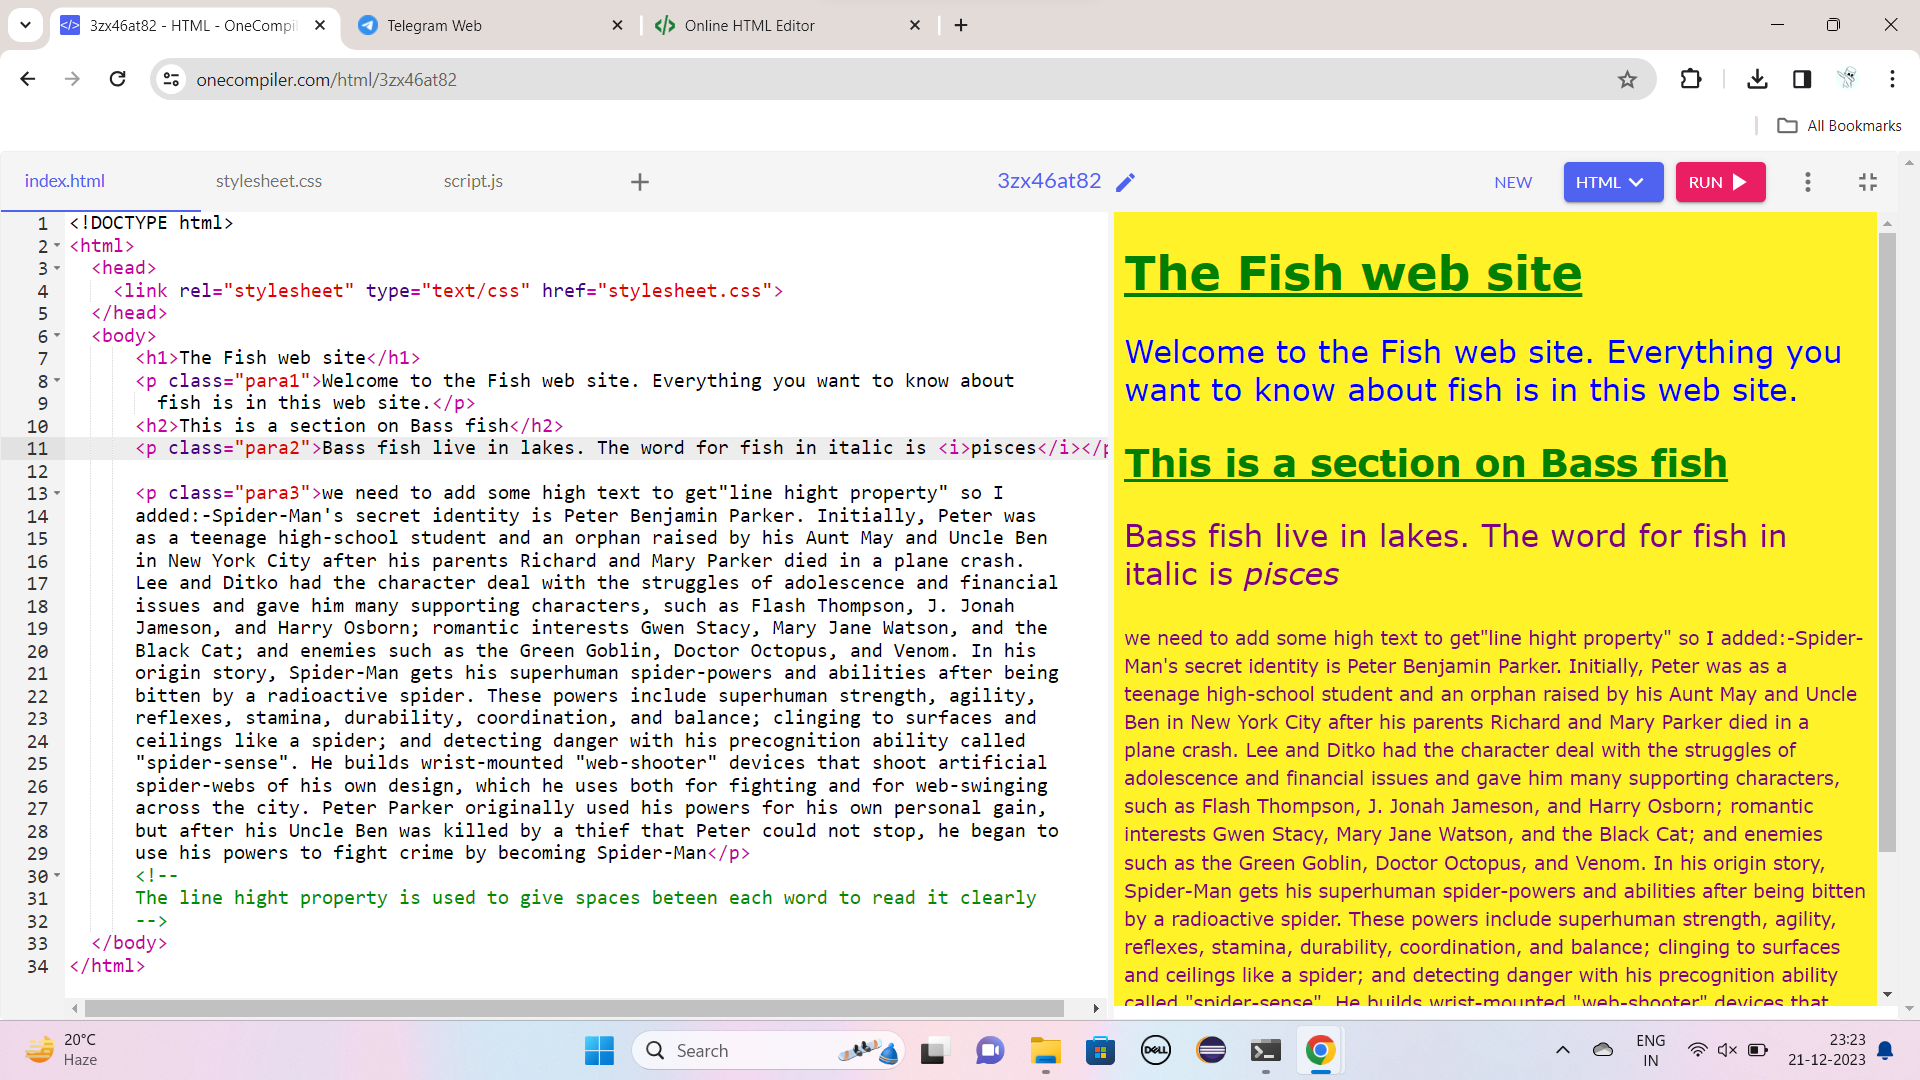 3zx46at82 - HTML - OneCompil
Telegram Web
Online HTML Editor
onecompiler.com/html/3zx46at82
All Bookmarks
index.html
stylesheet.css
script.js
3zx46at82
NEW
HTML
RUN
1 <!DOCTYPE html>
2 <html>
3 <head>
4 <link rel="stylesheet" type="text/css" href="stylesheet.css">
5 </head>
6 <body>
7 <h1>The Fish web site</h1>
8 <p class="para1">Welcome to the Fish web site. Everything you want to know about
9 fish is in this web site.</p>
10 <h2>This is a section on Bass fish</h2>
11 <p class="para2">Bass fish live in lakes. The word for fish in italic is <i>pisces</i></p
12
13 <p class="para3">we need to add some high text to get"line hight property" so I
14 added:-Spider-Man's secret identity is Peter Benjamin Parker. Initially, Peter was
15 as a teenage high-school student and an orphan raised by his Aunt May and Uncle Ben
16 in New York City after his parents Richard and Mary Parker died in a plane crash.
17 Lee and Ditko had the character deal with the struggles of adolescence and financial
18 issues and gave him many supporting characters, such as Flash Thompson, J. Jonah
19 Jameson, and Harry Osborn; romantic interests Gwen Stacy, Mary Jane Watson, and the
20 Black Cat; and enemies such as the Green Goblin, Doctor Octopus, and Venom. In his
21 origin story, Spider-Man gets his superhuman spider-powers and abilities after being
22 bitten by a radioactive spider. These powers include superhuman strength, agility,
23 reflexes, stamina, durability, coordination, and balance; clinging to surfaces and
24 ceilings like a spider; and detecting danger with his precognition ability called
25 "spider-sense". He builds wrist-mounted "web-shooter" devices that shoot artificial
26 spider-webs of his own design, which he uses both for fighting and for web-swinging
27 across the city. Peter Parker originally used his powers for his own personal gain,
28 but after his Uncle Ben was killed by a thief that Peter could not stop, he began to
29 use his powers to fight crime by becoming Spider-Man</p>
30 <!--
31 The line hight property is used to give spaces beteen each word to read it clearly
32 -->
33 </body>
34 </html>
The Fish web site
Welcome to the Fish web site. Everything you
want to know about fish is in this web site.
This is a section on Bass fish
Bass fish live in lakes. The word for fish in
italic is pisces
we need to add some high text to get"line hight property" so I added:-Spider-
Man's secret identity is Peter Benjamin Parker. Initially, Peter was as a
teenage high-school student and an orphan raised by his Aunt May and Uncle
Ben in New York City after his parents Richard and Mary Parker died in a
plane crash. Lee and Ditko had the character deal with the struggles of
adolescence and financial issues and gave him many supporting characters,
such as Flash Thompson, J. Jonah Jameson, and Harry Osborn; romantic
interests Gwen Stacy, Mary Jane Watson, and the Black Cat; and enemies
such as the Green Goblin, Doctor Octopus, and Venom. In his origin story,
Spider-Man gets his superhuman spider-powers and abilities after being bitten
by a radioactive spider. These powers include superhuman strength, agility,
reflexes, stamina, durability, coordination, and balance; clinging to surfaces
and ceilings like a spider; and detecting danger with his precognition ability
called "spider-sense". He builds wrist-mounted "web-shooter" devices that
20°C
Haze
Search
DELL
ENG
IN
23:23
21-12-2023